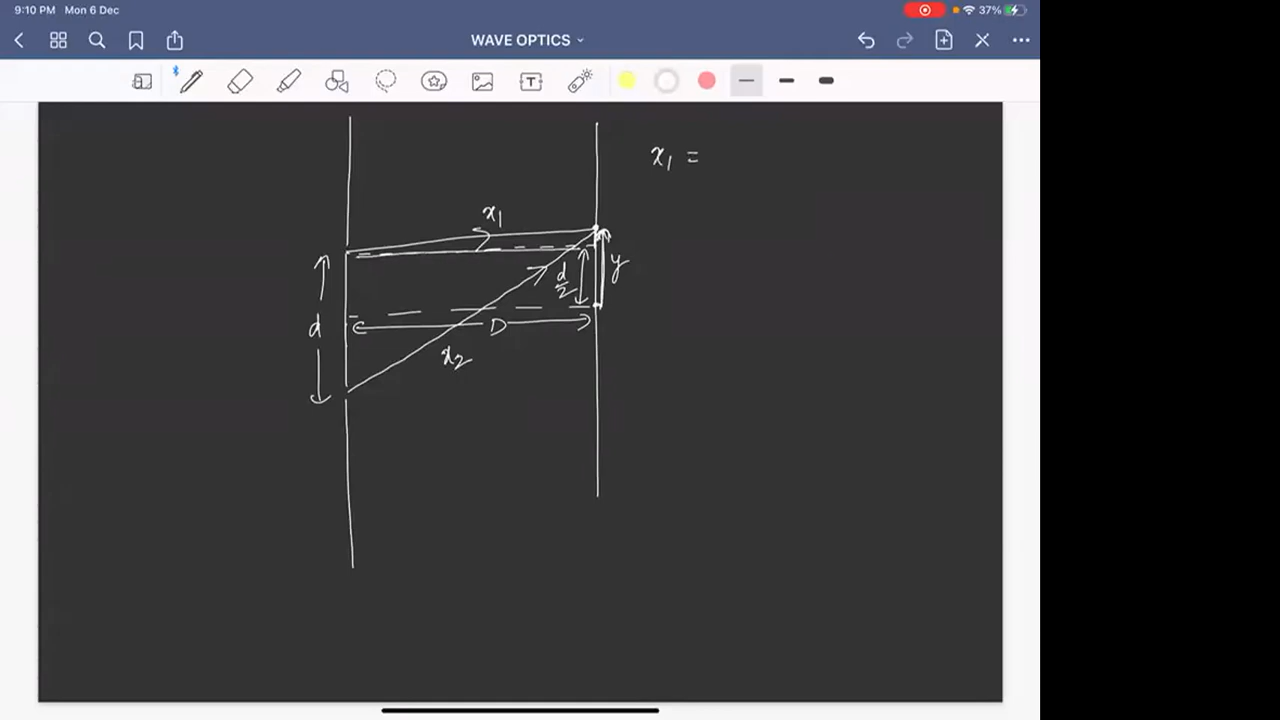 9:10 PM Mon 6 Dec
37%
WAVE OPTICS
T
x₁ =
x₁
d/2
y
d
D
x₂